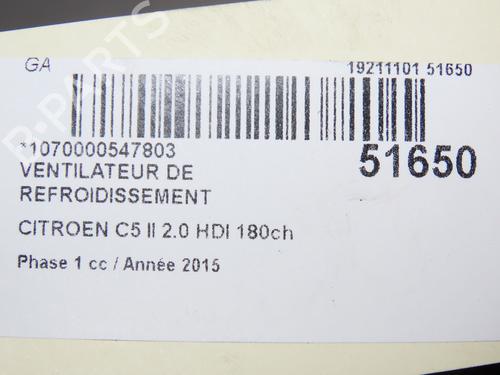 GA
19211101 51650
*1070000547803
51650
VENTILATEUR DE
REFROIDISSEMENT
CITROEN C5 II 2.0 HDI 180ch
Phase 1 cc / Année 2015
B-PARTS